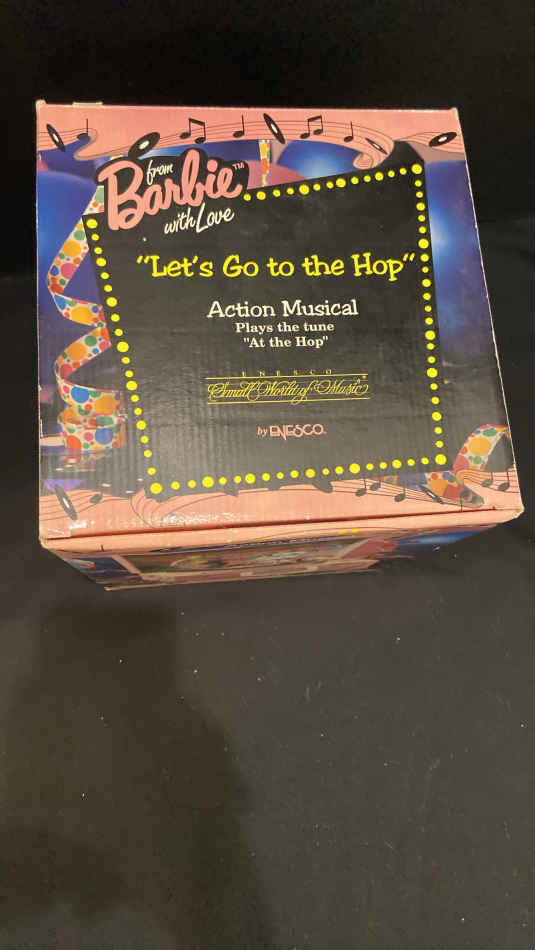 from
Barbie™
with Love
"Let's Go to the Hop"
Action Musical
Plays the tune
"At the Hop"
ENESCO
Small World of Music
by ENESCO.